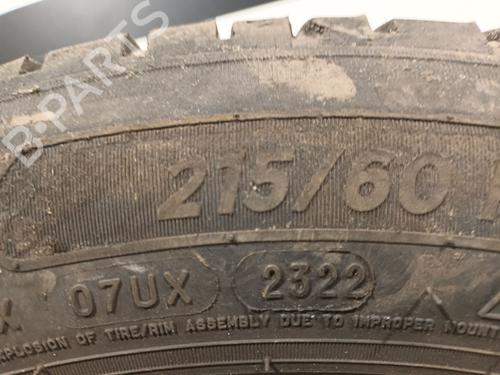 B-PARTS
215/60
X 07UX 2322
EXPLOSION OF TIRE/RIM ASSEMBLY DUE TO IMPROPER MOUNT